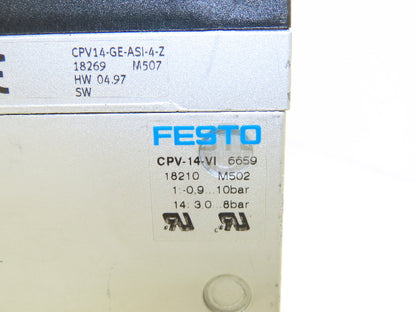 CPV14-GE-ASI-4-Z
18269 M507
HW 04.97
SW
FESTO
CPV-14-VI 6659
18210 M502
1:-0,9...10bar
14: 3.0...8bar